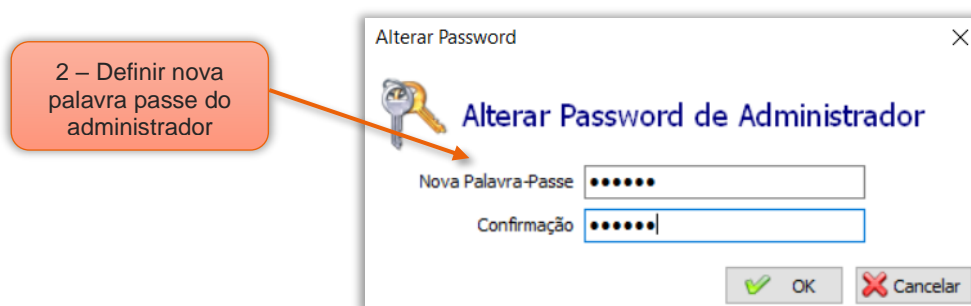 Alterar Password
2 – Definir nova
palavra passe do
administrador
Alterar Password de Administrador
Nova Palavra-Passe ••••••
Confirmação ••••••
OK Cancelar